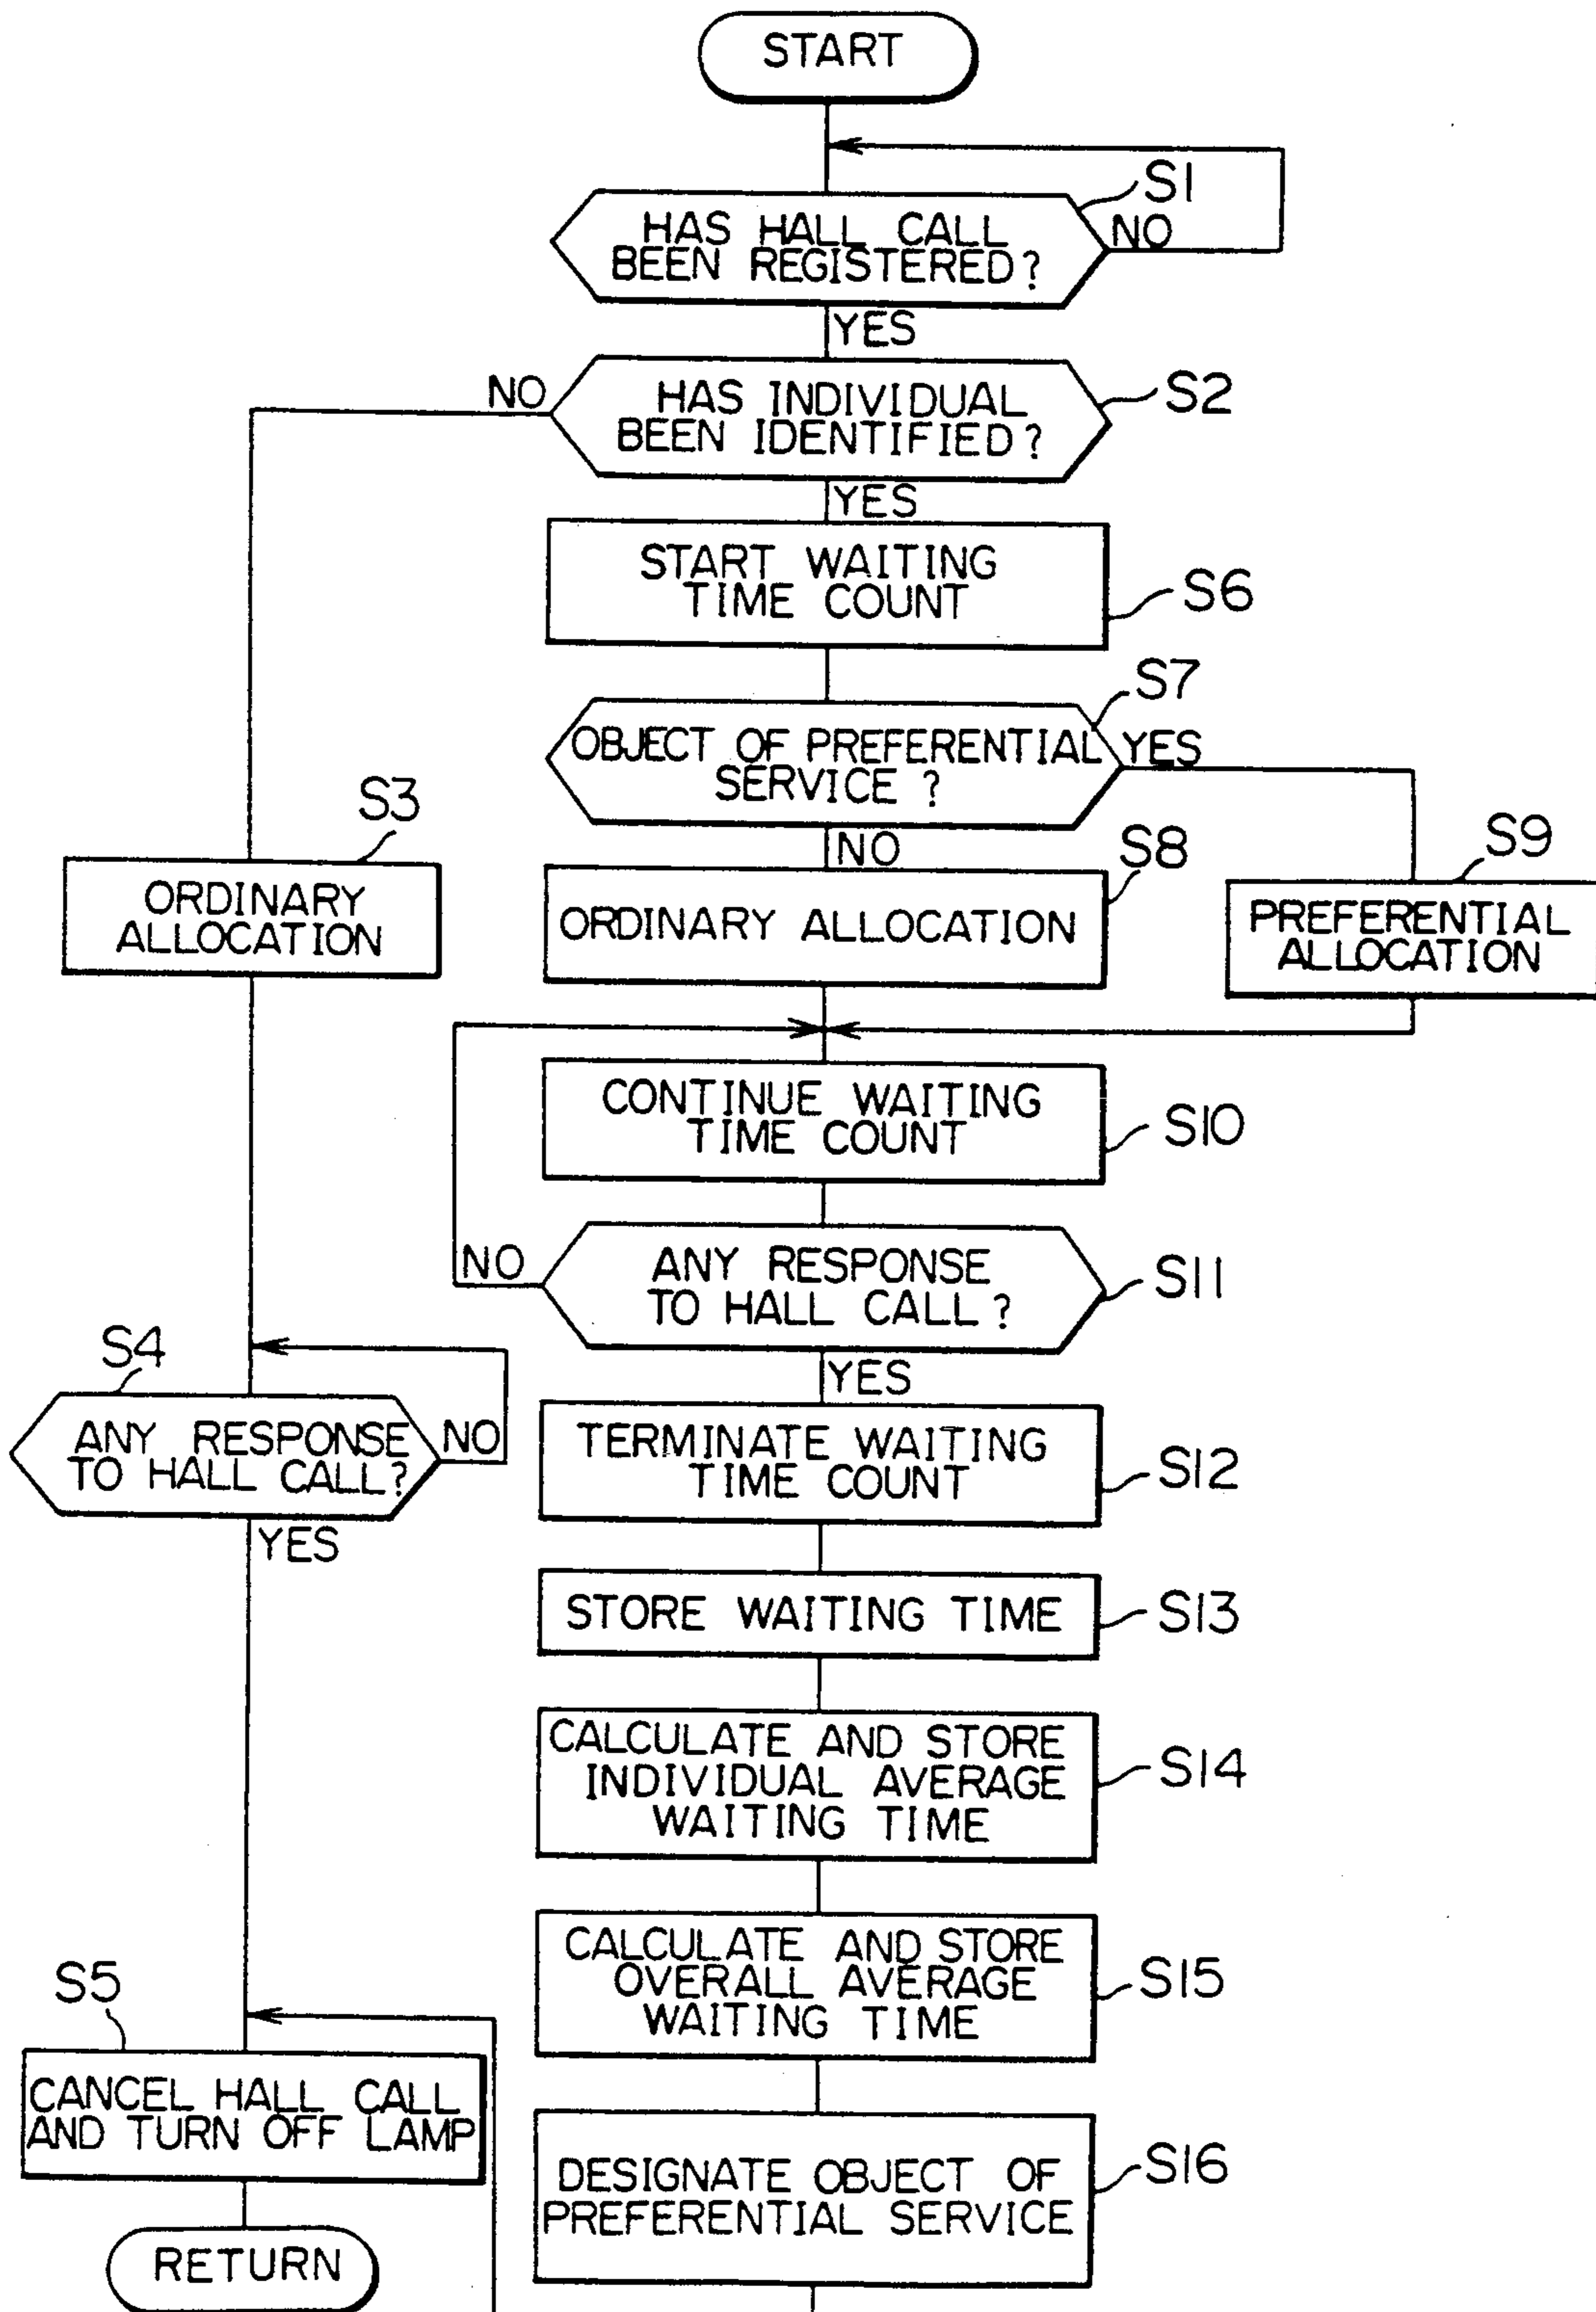 START
S1
HAS HALL CALL
BEEN REGISTERED?
NO
YES
NO
HAS INDIVIDUAL
BEEN IDENTIFIED?
S2
YES
START WAITING
TIME COUNT
S6
S7
OBJECT OF PREFERENTIAL
SERVICE ?
YES
NO
S3
ORDINARY
ALLOCATION
S8
ORDINARY ALLOCATION
S9
PREFERENTIAL
ALLOCATION
CONTINUE WAITING
TIME COUNT
S10
NO
ANY RESPONSE
TO HALL CALL ?
S11
YES
S4
ANY RESPONSE
TO HALL CALL?
NO
YES
TERMINATE WAITING
TIME COUNT
S12
STORE WAITING TIME
S13
CALCULATE AND STORE
INDIVIDUAL AVERAGE
WAITING TIME
S14
CALCULATE AND STORE
OVERALL AVERAGE
WAITING TIME
S15
S5
CANCEL HALL CALL
AND TURN OFF LAMP
DESIGNATE OBJECT OF
PREFERENTIAL SERVICE
S16
RETURN